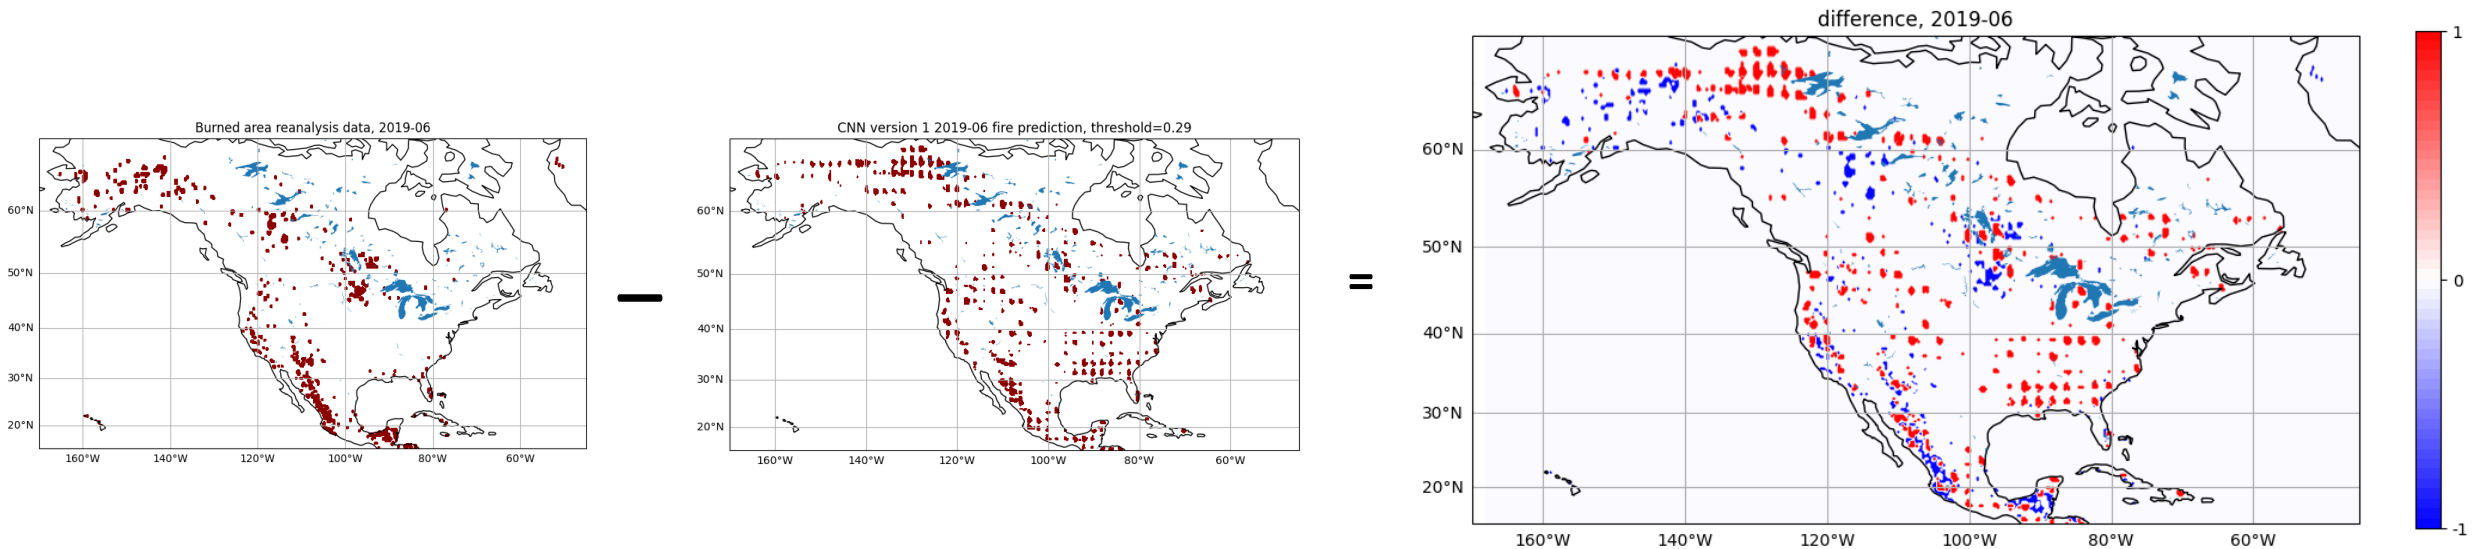 Burned area reanalysis data, 2019-06
60°N
50°N
40°N
30°N
20°N
160°W 140°W 120°W 100°W 80°W 60°W
−
CNN version 1 2019-06 fire prediction, threshold=0.29
60°N
50°N
40°N
30°N
20°N
160°W 140°W 120°W 100°W 80°W 60°W
=
difference, 2019-06
60°N
50°N
40°N
30°N
20°N
160°W 140°W 120°W 100°W 80°W 60°W
1
0
-1